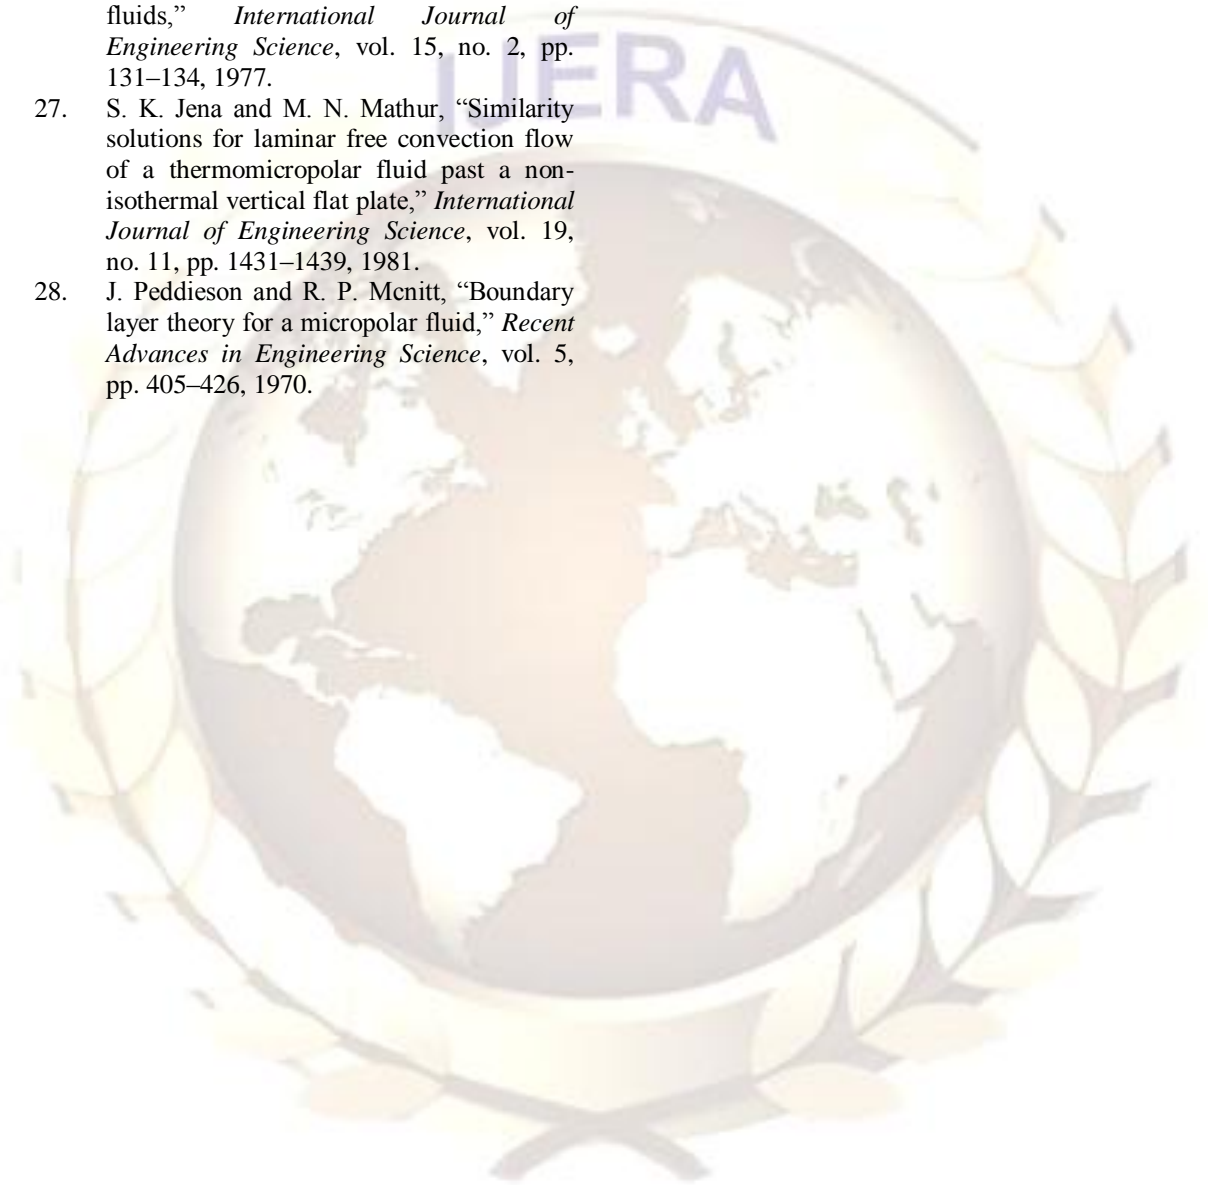 IJERA
fluids,” International Journal of
Engineering Science, vol. 15, no. 2, pp.
131–134, 1977.
27. S. K. Jena and M. N. Mathur, “Similarity
solutions for laminar free convection flow
of a thermomicropolar fluid past a non-
isothermal vertical flat plate,” International
Journal of Engineering Science, vol. 19,
no. 11, pp. 1431–1439, 1981.
28. J. Peddieson and R. P. Mcnitt, “Boundary
layer theory for a micropolar fluid,” Recent
Advances in Engineering Science, vol. 5,
pp. 405–426, 1970.